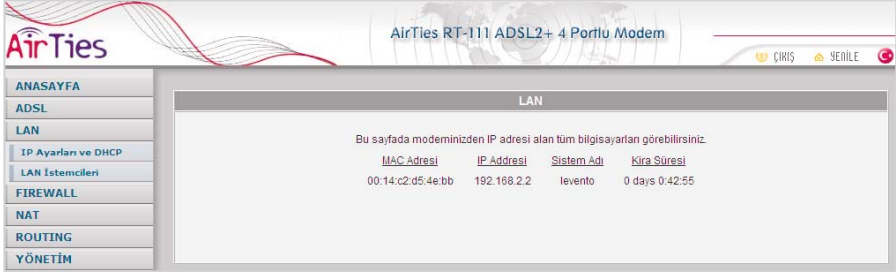 AirTies
AirTies RT-111 ADSL2+ 4 Portlu Modem
ÇIKIŞ YENİLE
ANASAYFA
ADSL
LAN
IP Ayarları ve DHCP
LAN İstemcileri
FIREWALL
NAT
ROUTING
YÖNETİM
LAN
Bu sayfada modeminizden IP adresi alan tüm bilgisayarları görebilirsiniz.
MAC Adresi IP Addresi Sistem Adı Kira Süresi
00:14:c2:d5:4e:bb 192.168.2.2 levento 0 days 0:42:55